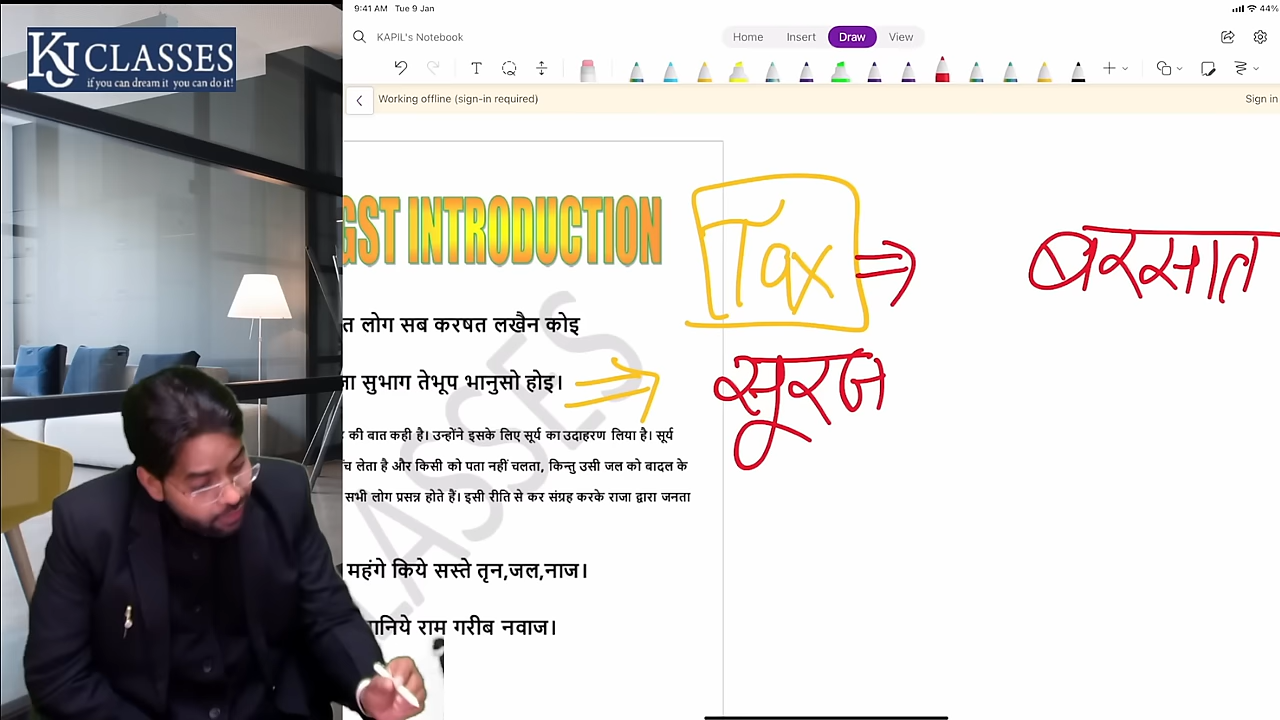 KJ CLASSES
if you can dream it you can do it!
9:41 AM Tue 9 Jan
44%
KAPIL's Notebook
Home Insert Draw View
Working offline (sign-in required)
Sign in
GST INTRODUCTION
Tax
बरसात
लोग सब करषत लखैन कोइ
सुभाग तेभूप भानुसो होइ।
सूरज
की बात कही है। उन्होंने इसके लिए सूर्य का उदाहरण लिया है। सूर्य
लेता है और किसी को पता नहीं चलता, किन्तु उसी जल को बादल के
सभी लोग प्रसन्न होते हैं। इसी रीति से कर संग्रह करके राजा द्वारा जनता
महंगे किये सस्ते तृन,जल,नाज।
राम गरीब नवाज।
CLASSES